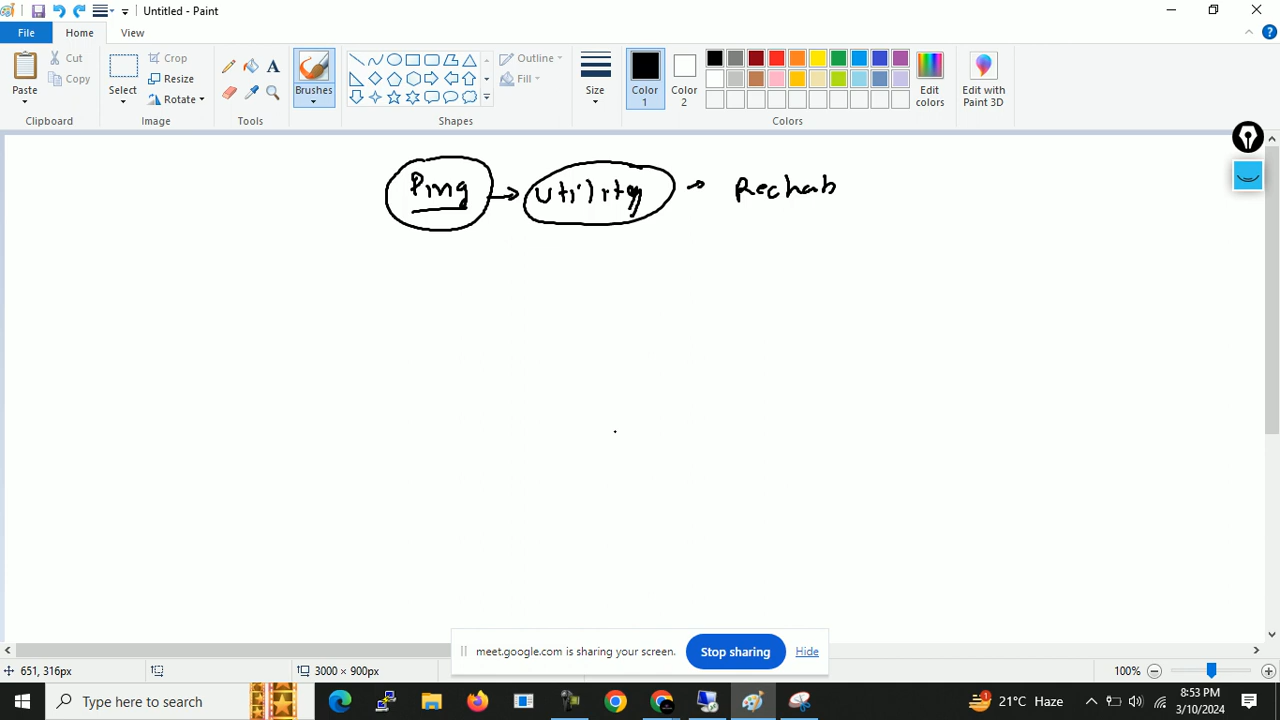 Untitled - Paint
File Home View
Paste Cut Copy Clipboard
Select Crop Resize Rotate Image
Tools
Brushes
Shapes
Outline Fill
Size
Color 1
Color 2
Colors
Edit colors
Edit with Paint 3D
Ping → Utility → Rechab
meet.google.com is sharing your screen. Stop sharing Hide
651, 316px 3000 × 900px 100%
Type here to search 21°C Haze 8:53 PM
3/10/2024